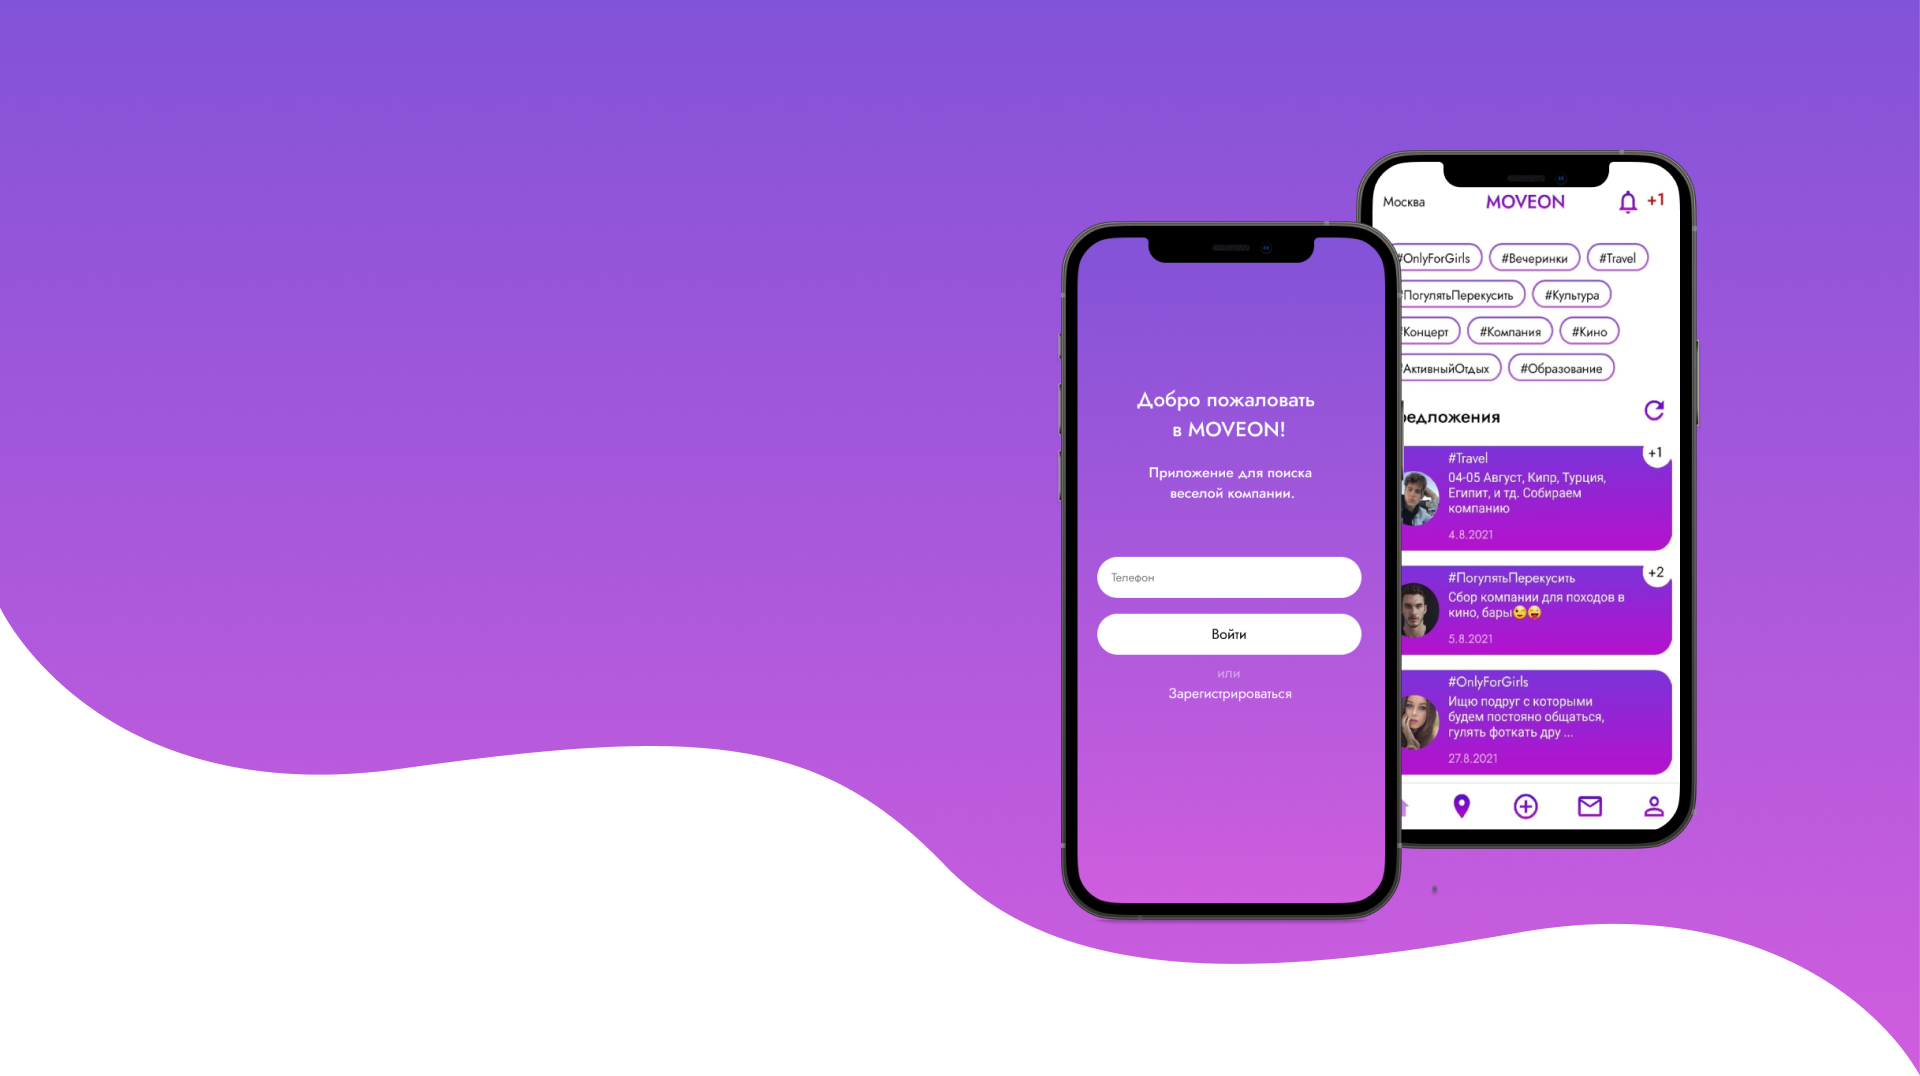 Добро пожаловать
в MOVEON!
Приложение для поиска
веселой компании.
Телефон
Войти
или
Зарегистрироваться
Москва MOVEON +1
#OnlyForGirls #Вечеринки #Travel
#ПогулятьПерекусить #Культура
#Концерт #Компания #Кино
#АктивныйОтдых #Образование
редложения
+1
#Travel
04-05 Август, Кипр, Турция,
Египит, и тд. Собираем
компанию
4.8.2021
+2
#ПогулятьПерекусить
Сбор компании для походов в
кино, бары😉😜
5.8.2021
#OnlyForGirls
Ищю подруг с которыми
будем постояно общаться,
гулять фоткать дру ...
27.8.2021